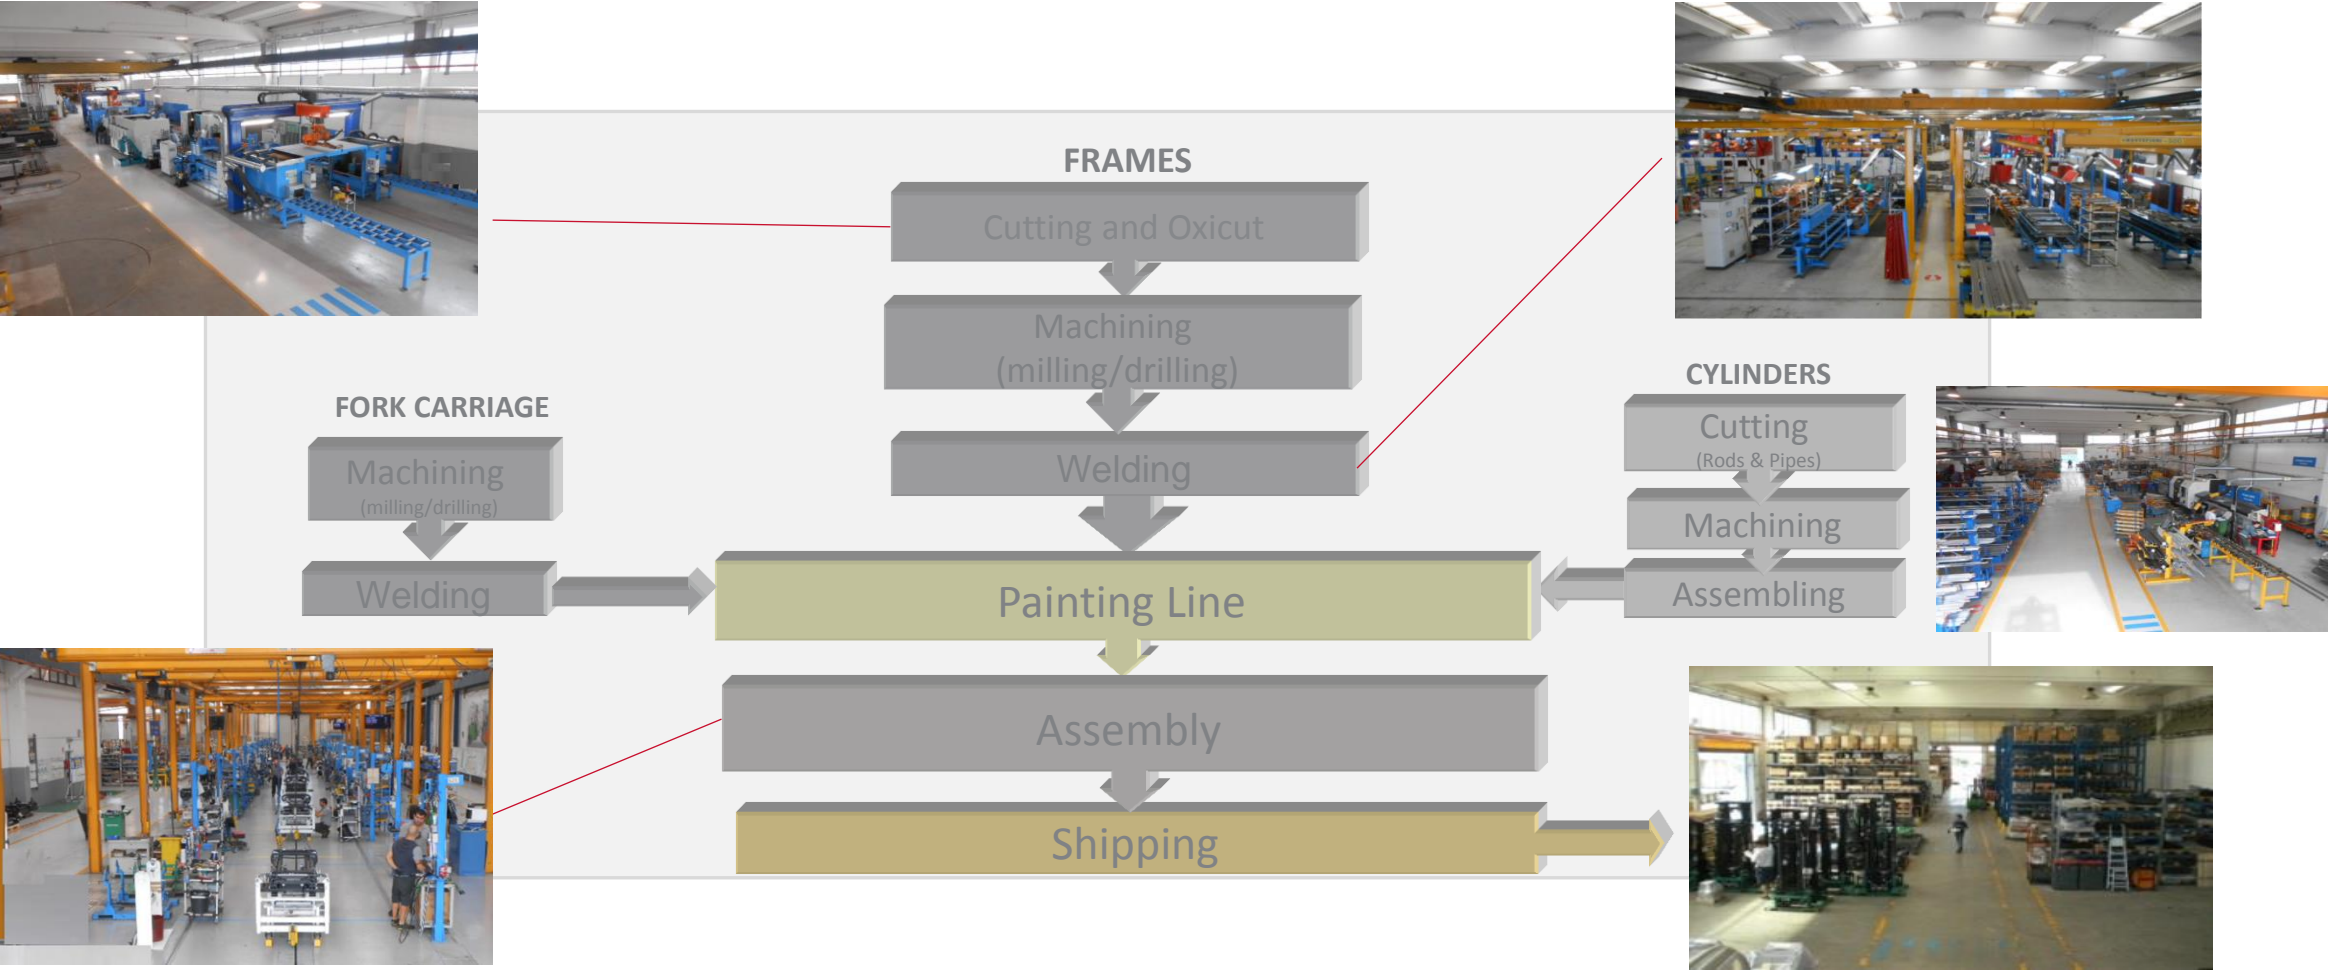 FRAMES
Cutting and Oxicut
Machining
(milling/drilling)
Welding
FORK CARRIAGE
Machining
(milling/drilling)
Welding
CYLINDERS
Cutting
(Rods & Pipes)
Machining
Assembling
Painting Line
Assembly
Shipping